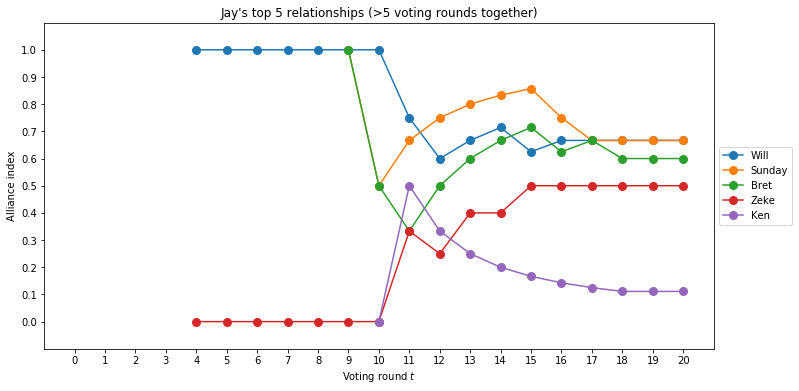 Jay's top 5 relationships (>5 voting rounds together)
1.0
0.9
0.8
0.7
0.6
0.5
0.4
0.3
0.2
0.1
0.0
Alliance index
0 1 2 3 4 5 6 7 8 9 10 11 12 13 14 15 16 17 18 19 20
Voting round t
Will
Sunday
Bret
Zeke
Ken